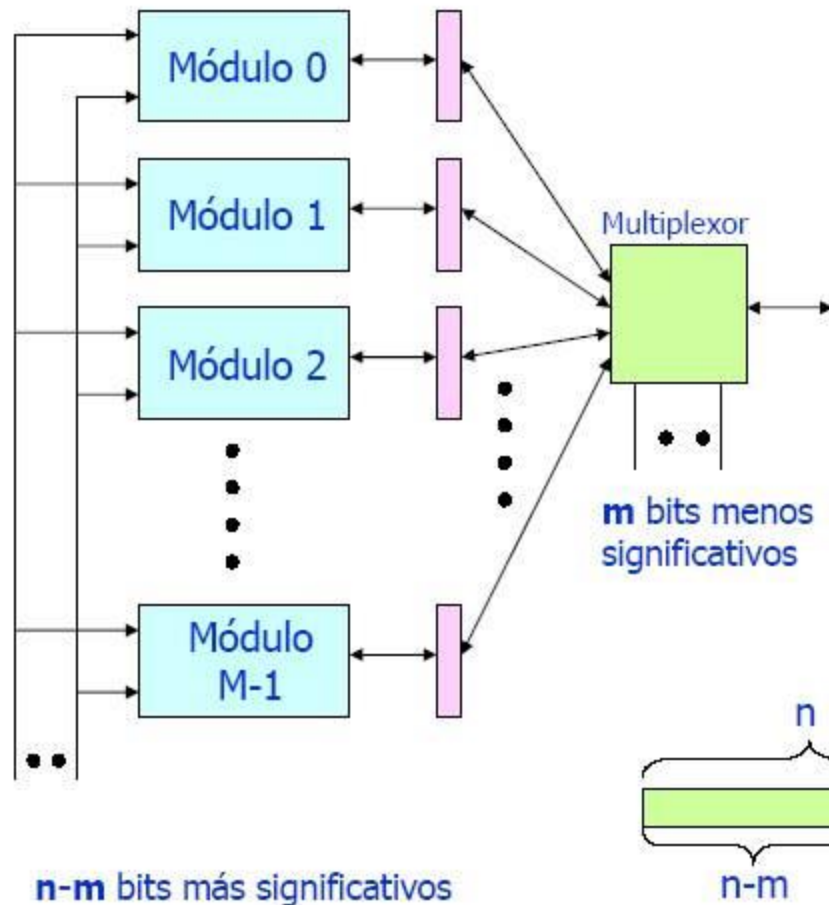 Módulo 0
Módulo 1
Multiplexor
Módulo 2
m bits menos
significativos
Módulo
M-1
n
n-m
n-m bits más significativos